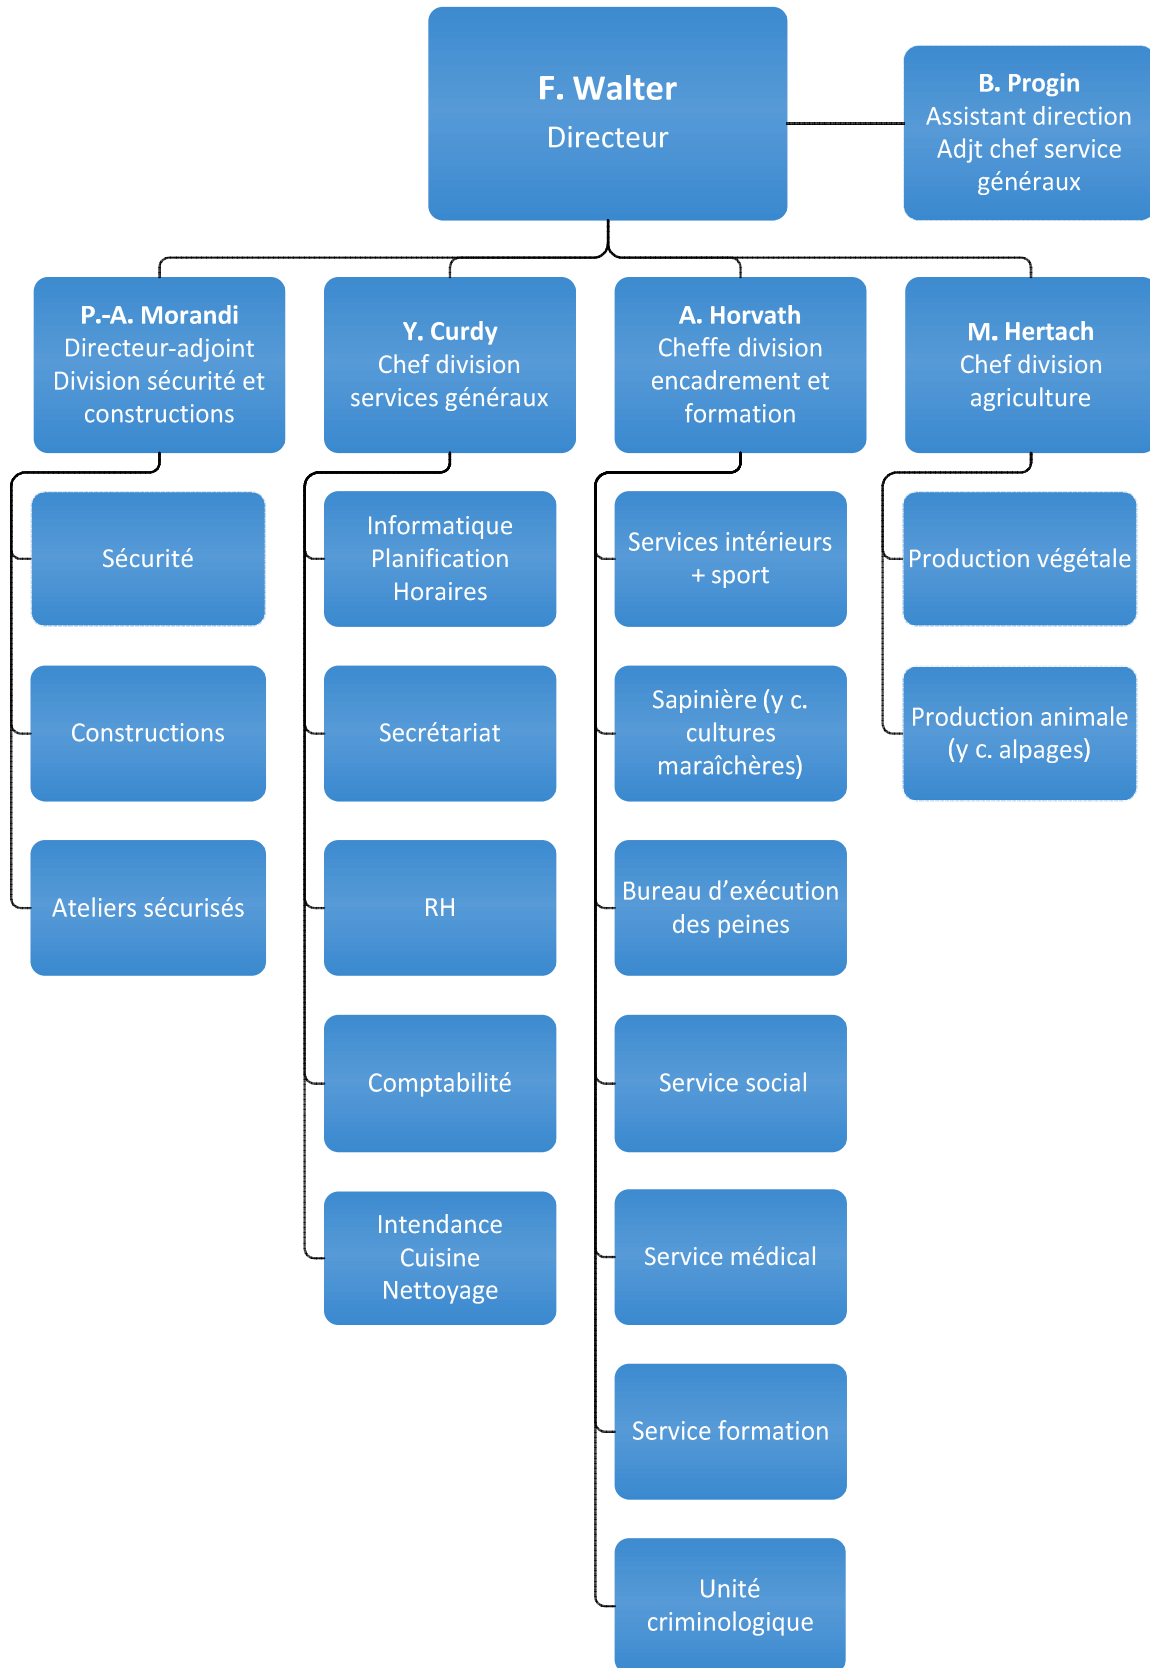 F. Walter
Directeur
B. Progin
Assistant direction
Adjt chef service
généraux
P.-A. Morandi
Directeur-adjoint
Division sécurité et
constructions
Y. Curdy
Chef division
services généraux
A. Horvath
Cheffe division
encadrement et
formation
M. Hertach
Chef division
agriculture
Sécurité
Constructions
Ateliers sécurisés
Informatique
Planification
Horaires
Secrétariat
RH
Comptabilité
Intendance
Cuisine
Nettoyage
Services intérieurs
+ sport
Sapinière (y c.
cultures
maraîchères)
Bureau d’exécution
des peines
Service social
Service médical
Service formation
Unité
criminologique
Production végétale
Production animale
(y c. alpages)